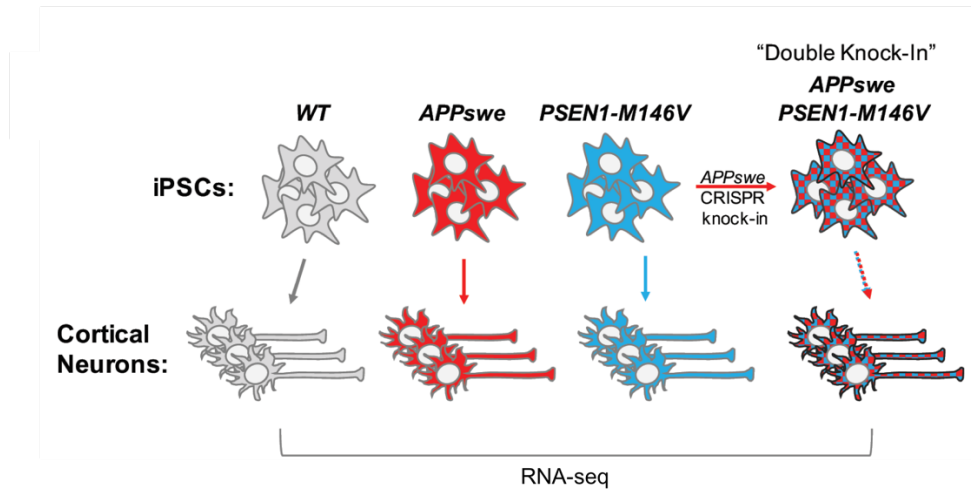 “Double Knock-In”
WT
APPswe
PSEN1-M146V
APPswe
PSEN1-M146V
iPSCs:
APPswe
CRISPR
knock-in
Cortical
Neurons:
RNA-seq